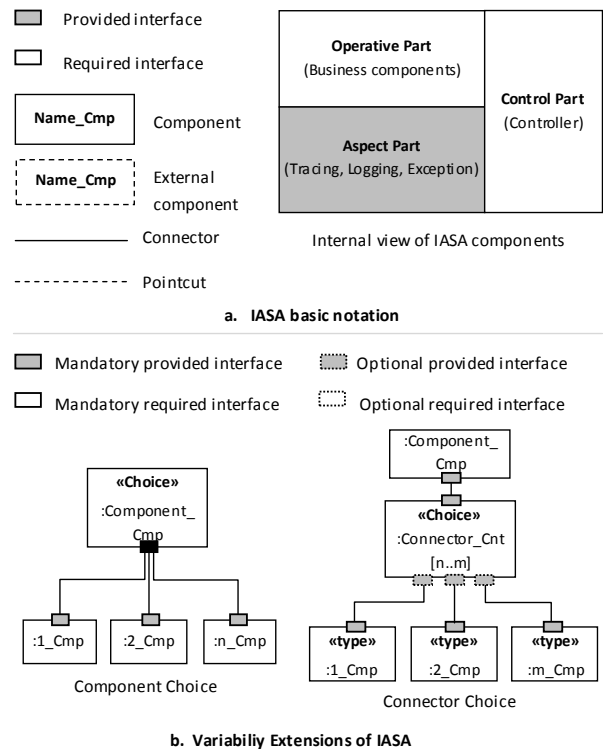 Provided interface
Required interface
Name_Cmp
Component
Name_Cmp
External
component
Connector
Pointcut
Operative Part
(Business components)
Control Part
(Controller)
Aspect Part
(Tracing, Logging, Exception)
Internal view of IASA components
a. IASA basic notation
Mandatory provided interface
Optional provided interface
Mandatory required interface
Optional required interface
«Choice»
:Component_
Cmp
:1_Cmp
:2_Cmp
:n_Cmp
Component Choice
:Component_
Cmp
«Choice»
:Connector_Cnt
[n..m]
«type»
:1_Cmp
«type»
:2_Cmp
«type»
:m_Cmp
Connector Choice
b. Variabiliy Extensions of IASA